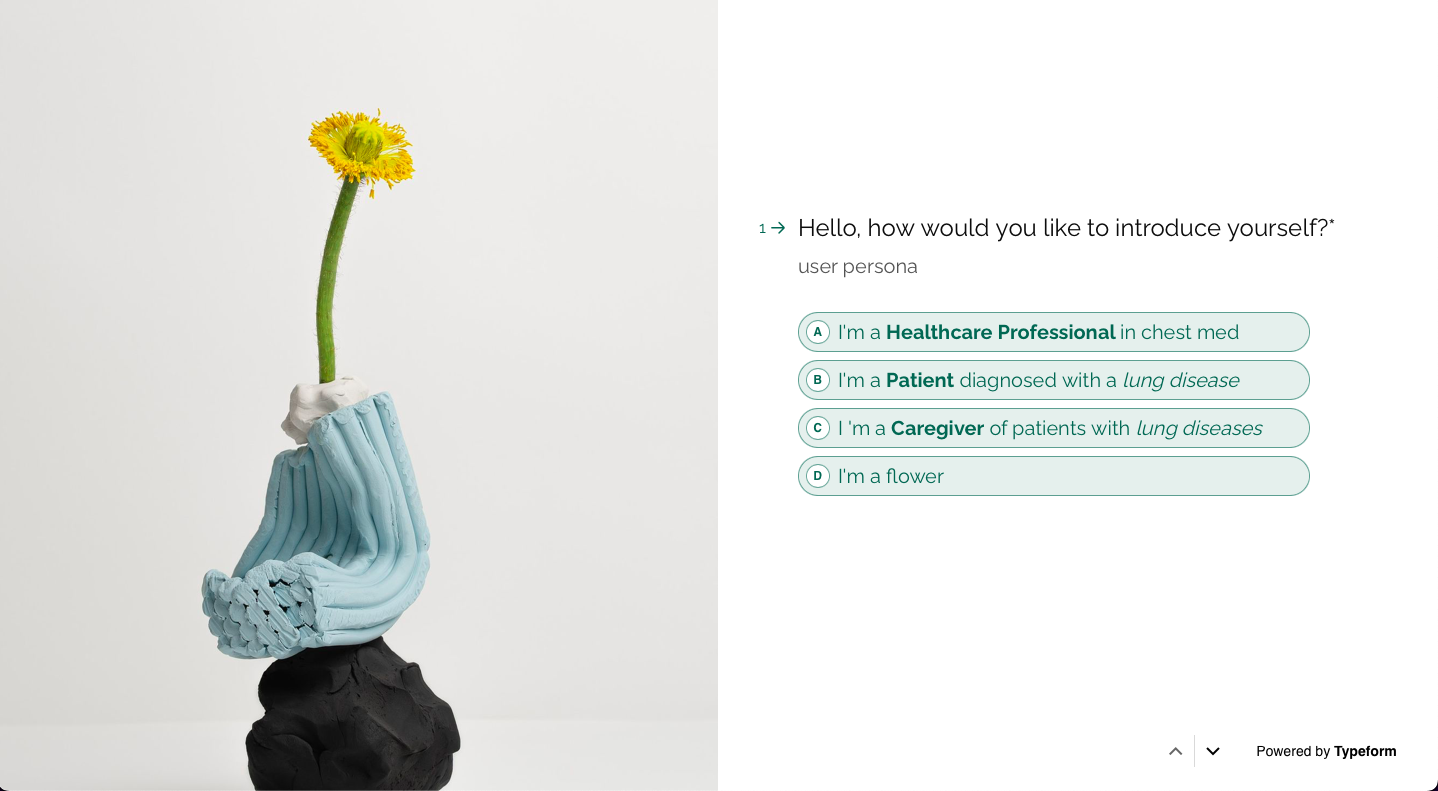 1 → Hello, how would you like to introduce yourself?*
user persona
A I'm a Healthcare Professional in chest med
B I'm a Patient diagnosed with a lung disease
C I 'm a Caregiver of patients with lung diseases
D I'm a flower
Powered by Typeform